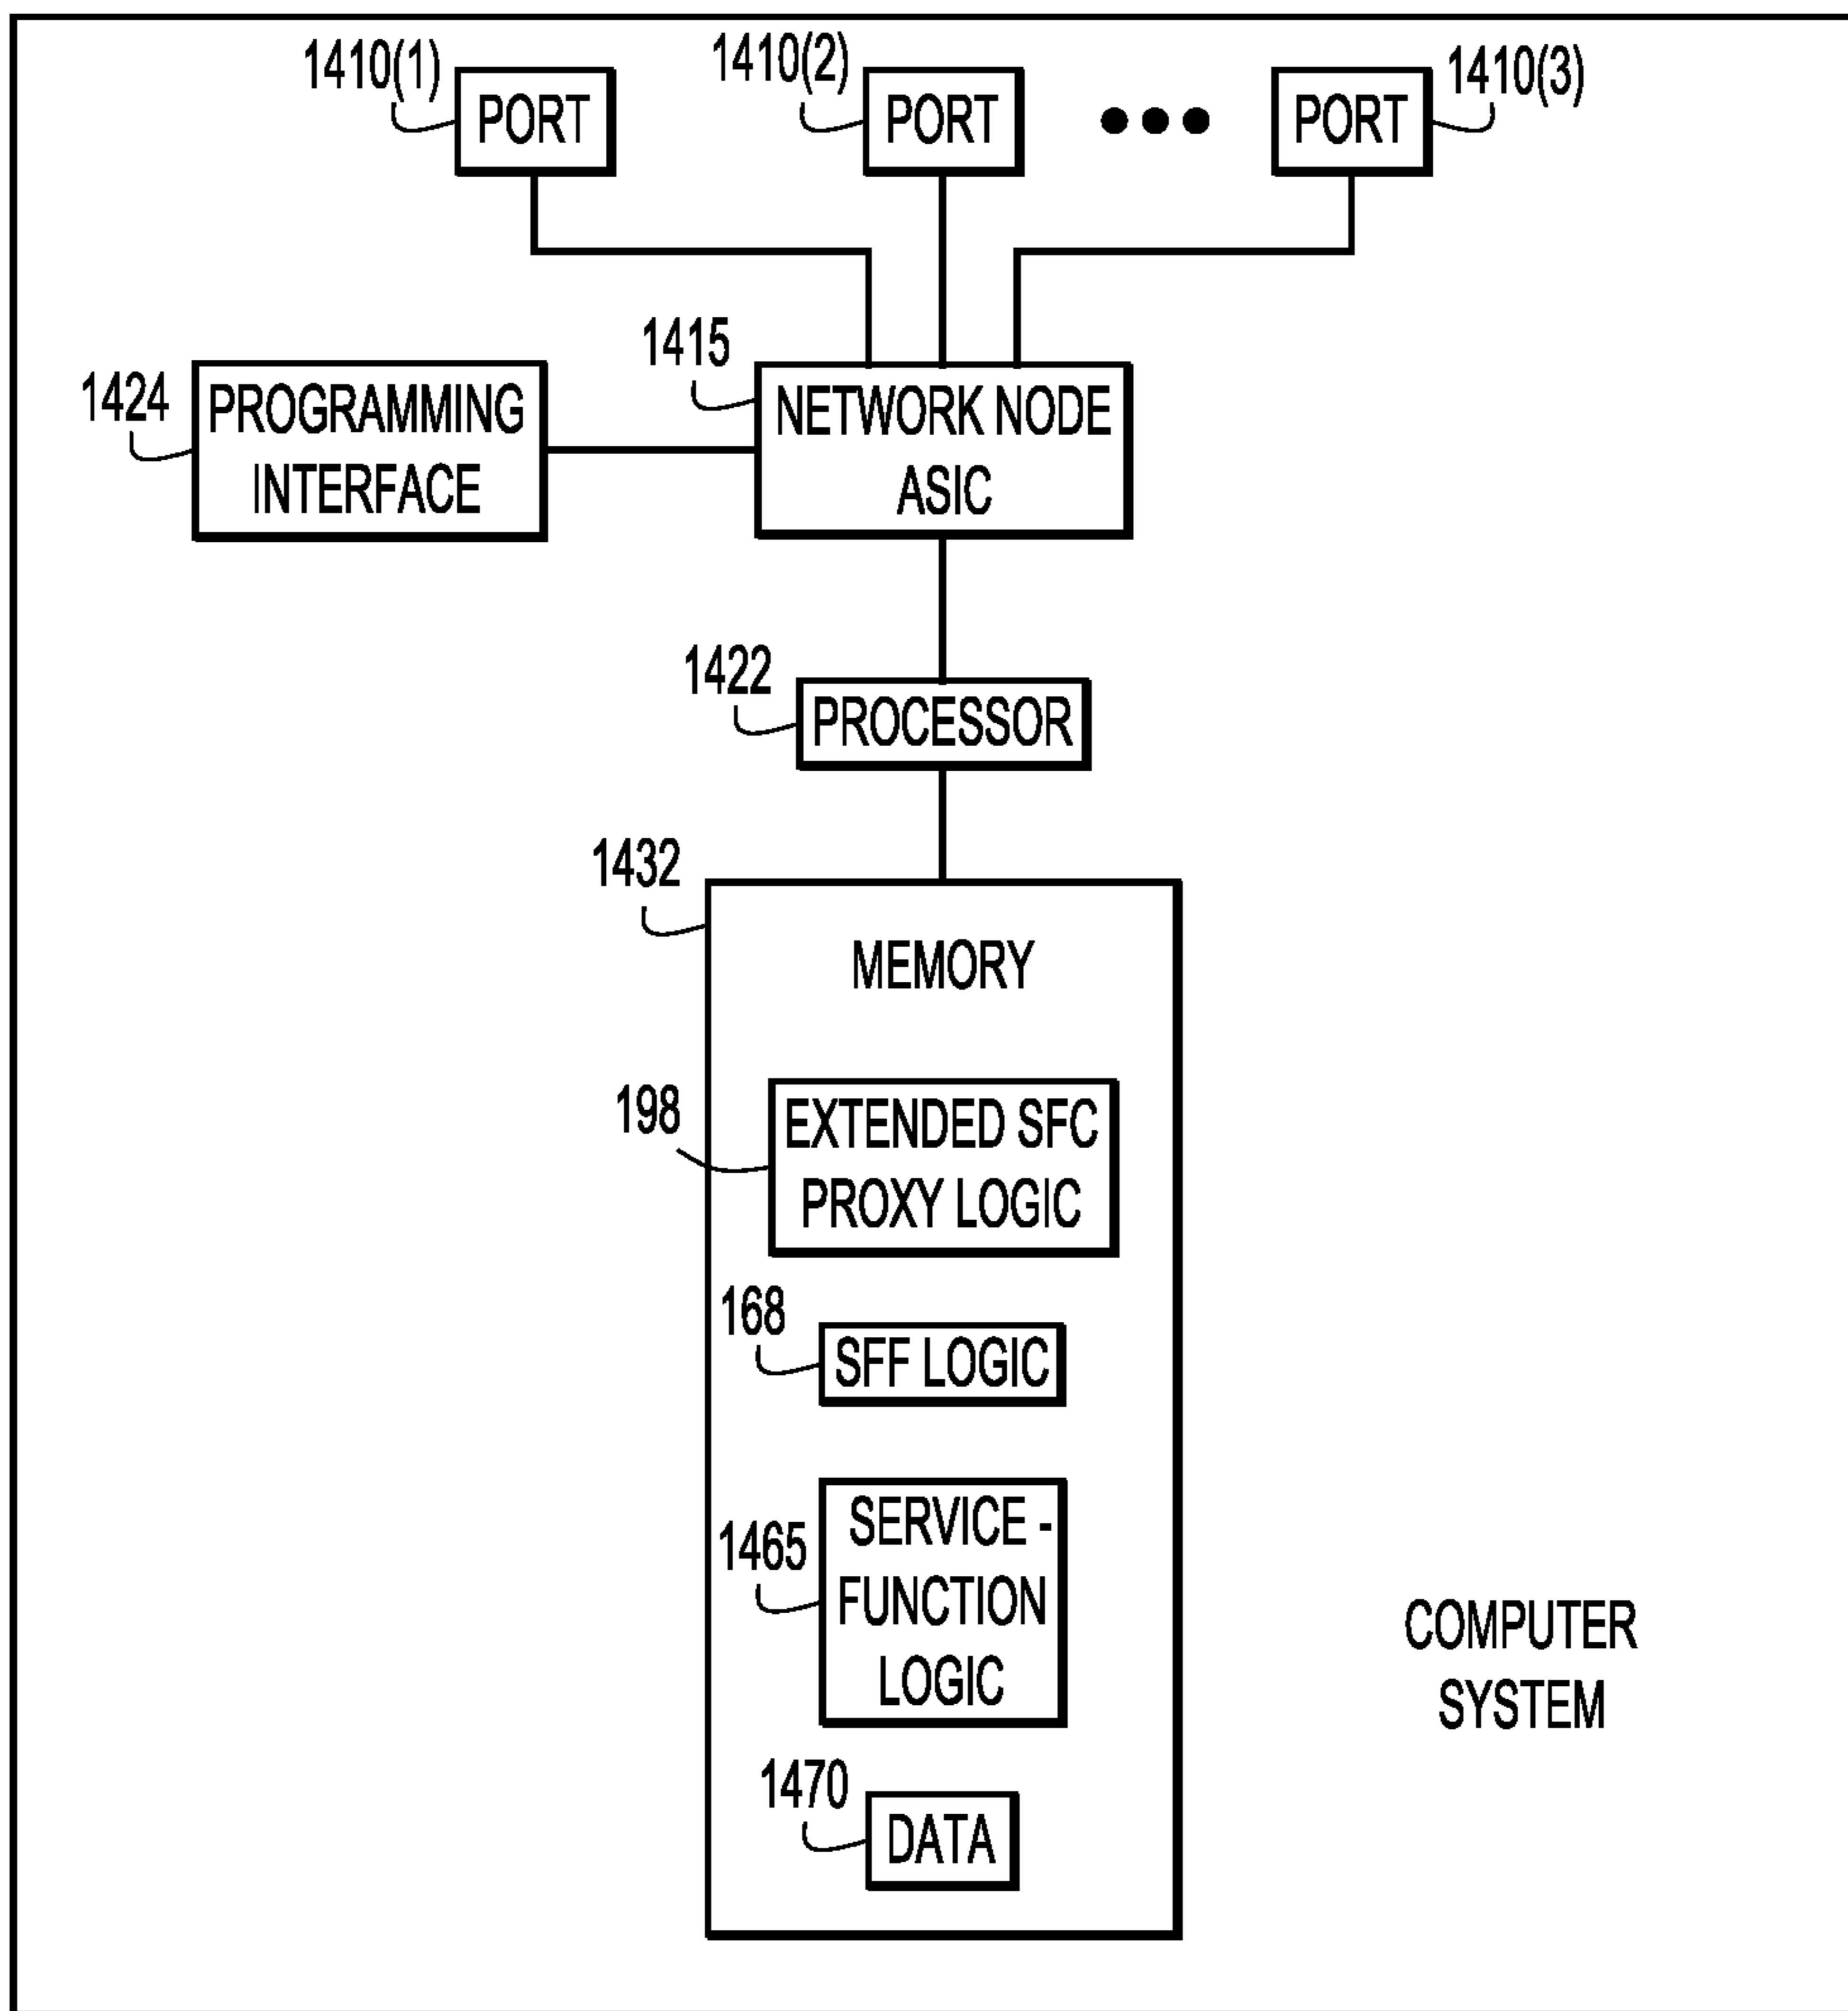 1410(1)
PORT
1410(2)
PORT
PORT
1410(3)
1424
PROGRAMMING
INTERFACE
1415
NETWORK NODE
ASIC
1422
PROCESSOR
1432
MEMORY
198
EXTENDED SFC
PROXY LOGIC
168
SFF LOGIC
1465
SERVICE -
FUNCTION
LOGIC
1470
DATA
COMPUTER
SYSTEM